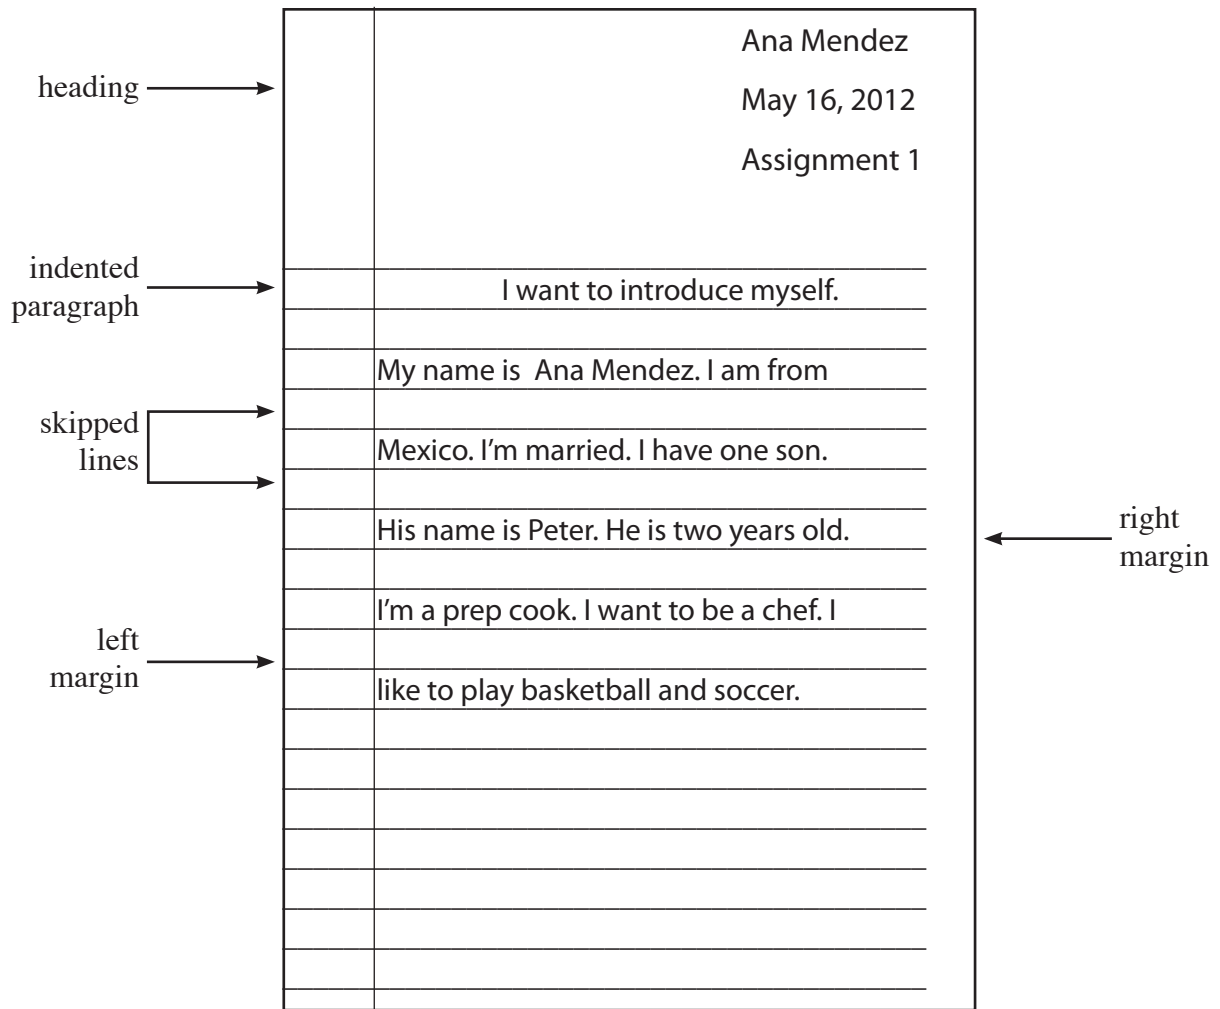 Ana Mendez
heading
May 16, 2012
Assignment 1
indented
paragraph
I want to introduce myself.
My name is  Ana Mendez. I am from
skipped
lines
Mexico. I'm married. I have one son.
His name is Peter. He is two years old.
right
margin
I'm a prep cook. I want to be a chef. I
left
margin
like to play basketball and soccer.